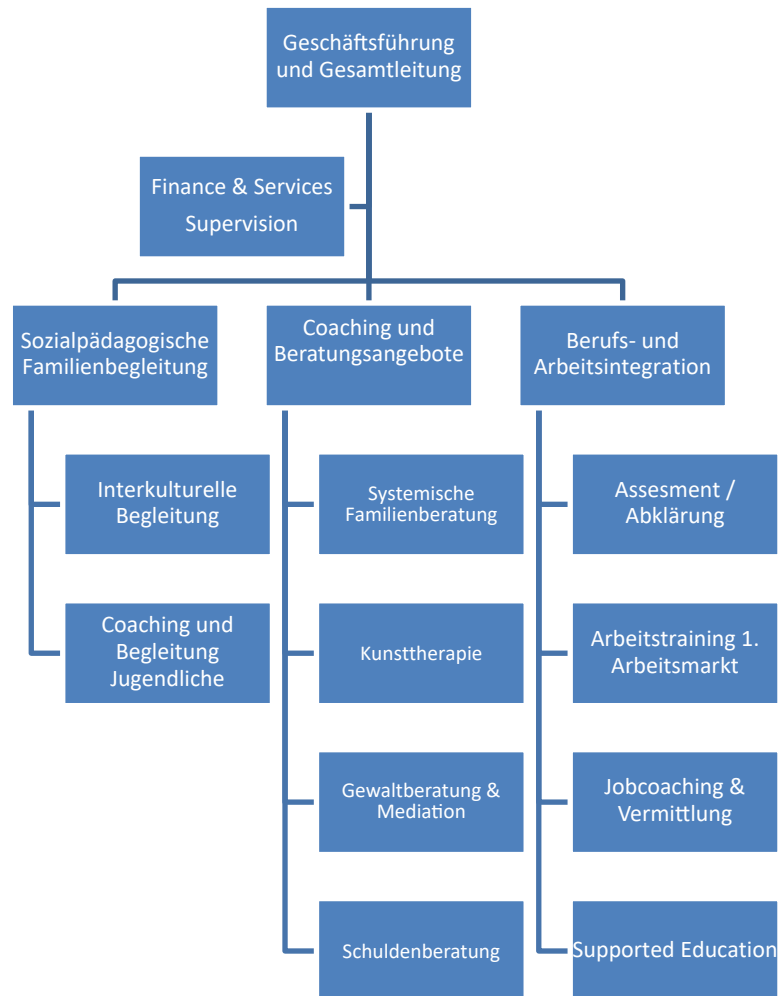 Geschäftsführung
und Gesamtleitung
Finance & Services
Supervision
Sozialpädagogische
Familienbegleitung
Coaching und
Beratungsangebote
Berufs- und
Arbeitsintegration
Interkulturelle
Begleitung
Coaching und
Begleitung
Jugendliche
Systemische
Familienberatung
Kunsttherapie
Gewaltberatung &
Mediation
Schuldenberatung
Assesment /
Abklärung
Arbeitstraining 1.
Arbeitsmarkt
Jobcoaching &
Vermittlung
Supported Education